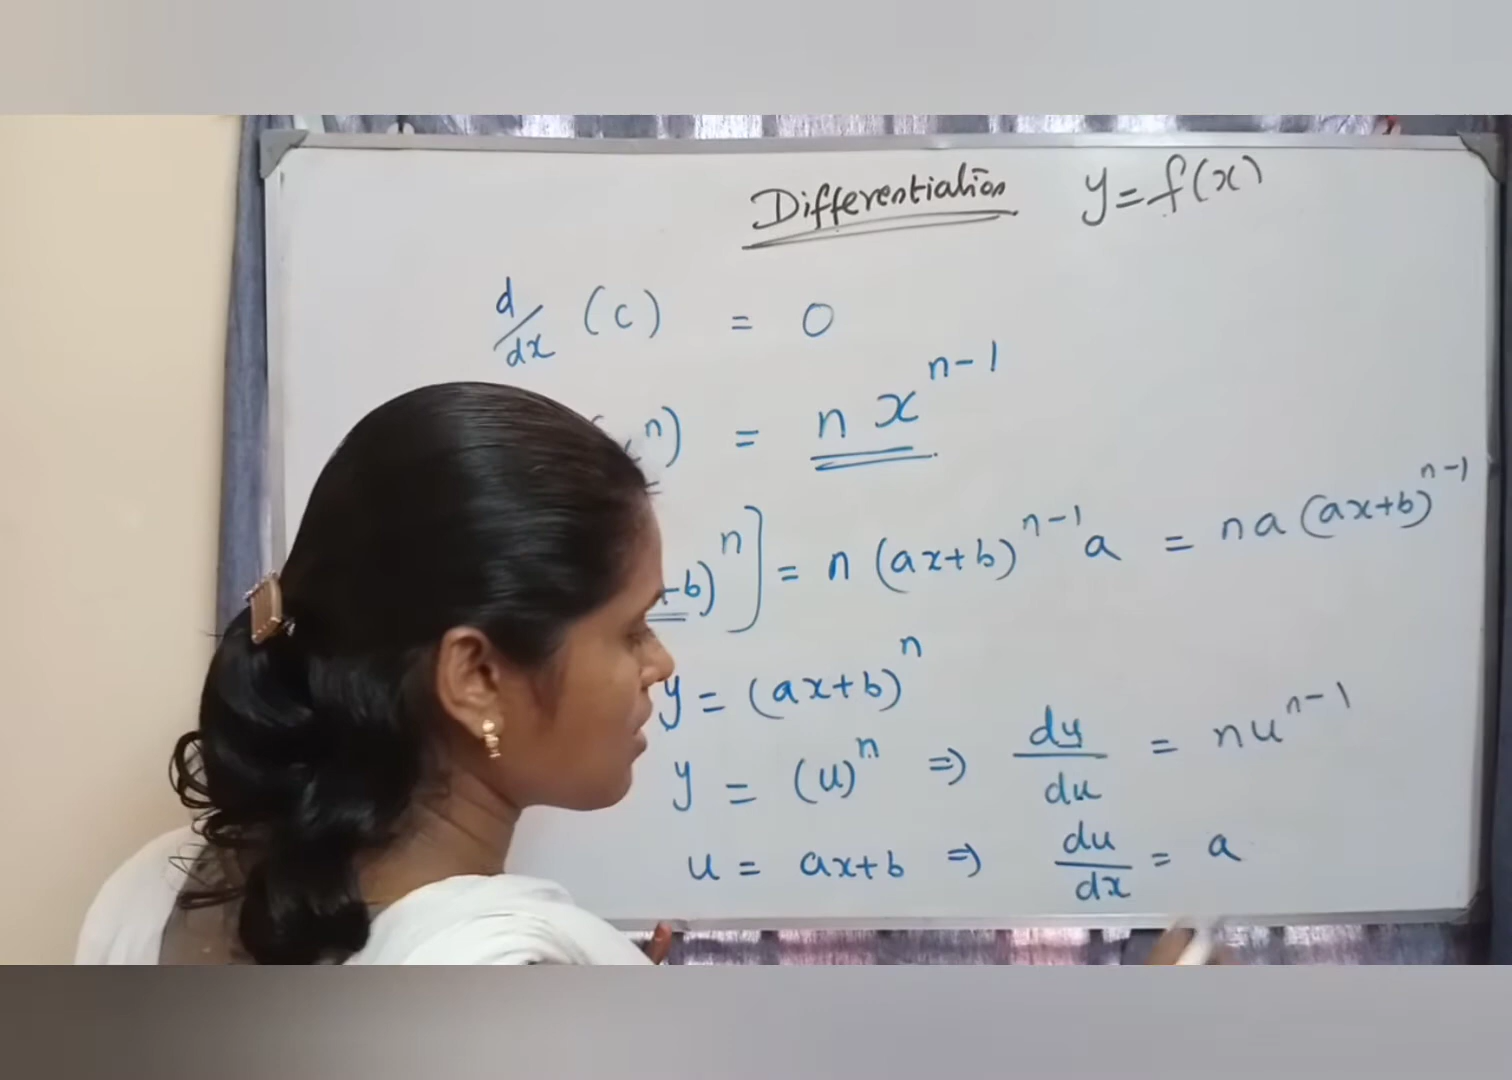 Differentiation y = f(x)
d/dx (c) = 0
n) = n x^{n-1}
b)^n] = n (ax+b)^{n-1} a = na (ax+b)^{n-1}
y = (ax+b)^n
y = (u)^n ⇒ dy/du = nu^{n-1}
u = ax+b ⇒ du/dx = a